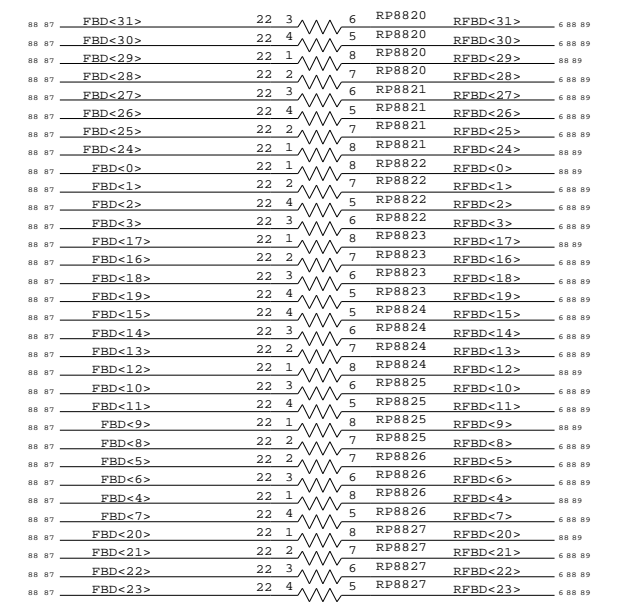 88 87 FBD<31> 22 3 6 RP8820 RFBD<31> 6 88 89
88 87 FBD<30> 22 4 5 RP8820 RFBD<30> 6 88 89
88 87 FBD<29> 22 1 8 RP8820 RFBD<29> 88 89
88 87 FBD<28> 22 2 7 RP8820 RFBD<28> 6 88 89
88 87 FBD<27> 22 3 6 RP8821 RFBD<27> 6 88 89
88 87 FBD<26> 22 4 5 RP8821 RFBD<26> 6 88 89
88 87 FBD<25> 22 2 7 RP8821 RFBD<25> 6 88 89
88 87 FBD<24> 22 1 8 RP8821 RFBD<24> 88 89
88 87 FBD<0> 22 1 8 RP8822 RFBD<0> 88 89
88 87 FBD<1> 22 2 7 RP8822 RFBD<1> 6 88 89
88 87 FBD<2> 22 4 5 RP8822 RFBD<2> 6 88 89
88 87 FBD<3> 22 3 6 RP8822 RFBD<3> 6 88 89
88 87 FBD<17> 22 1 8 RP8823 RFBD<17> 88 89
88 87 FBD<16> 22 2 7 RP8823 RFBD<16> 6 88 89
88 87 FBD<18> 22 3 6 RP8823 RFBD<18> 6 88 89
88 87 FBD<19> 22 4 5 RP8823 RFBD<19> 6 88 89
88 87 FBD<15> 22 4 5 RP8824 RFBD<15> 6 88 89
88 87 FBD<14> 22 3 6 RP8824 RFBD<14> 6 88 89
88 87 FBD<13> 22 2 7 RP8824 RFBD<13> 6 88 89
88 87 FBD<12> 22 1 8 RP8824 RFBD<12> 88 89
88 87 FBD<10> 22 3 6 RP8825 RFBD<10> 6 88 89
88 87 FBD<11> 22 4 5 RP8825 RFBD<11> 6 88 89
88 87 FBD<9> 22 1 8 RP8825 RFBD<9> 88 89
88 87 FBD<8> 22 2 7 RP8825 RFBD<8> 6 88 89
88 87 FBD<5> 22 2 7 RP8826 RFBD<5> 6 88 89
88 87 FBD<6> 22 3 6 RP8826 RFBD<6> 6 88 89
88 87 FBD<4> 22 1 8 RP8826 RFBD<4> 88 89
88 87 FBD<7> 22 4 5 RP8826 RFBD<7> 6 88 89
88 87 FBD<20> 22 1 8 RP8827 RFBD<20> 88 89
88 87 FBD<21> 22 2 7 RP8827 RFBD<21> 6 88 89
88 87 FBD<22> 22 3 6 RP8827 RFBD<22> 6 88 89
88 87 FBD<23> 22 4 5 RP8827 RFBD<23> 6 88 89